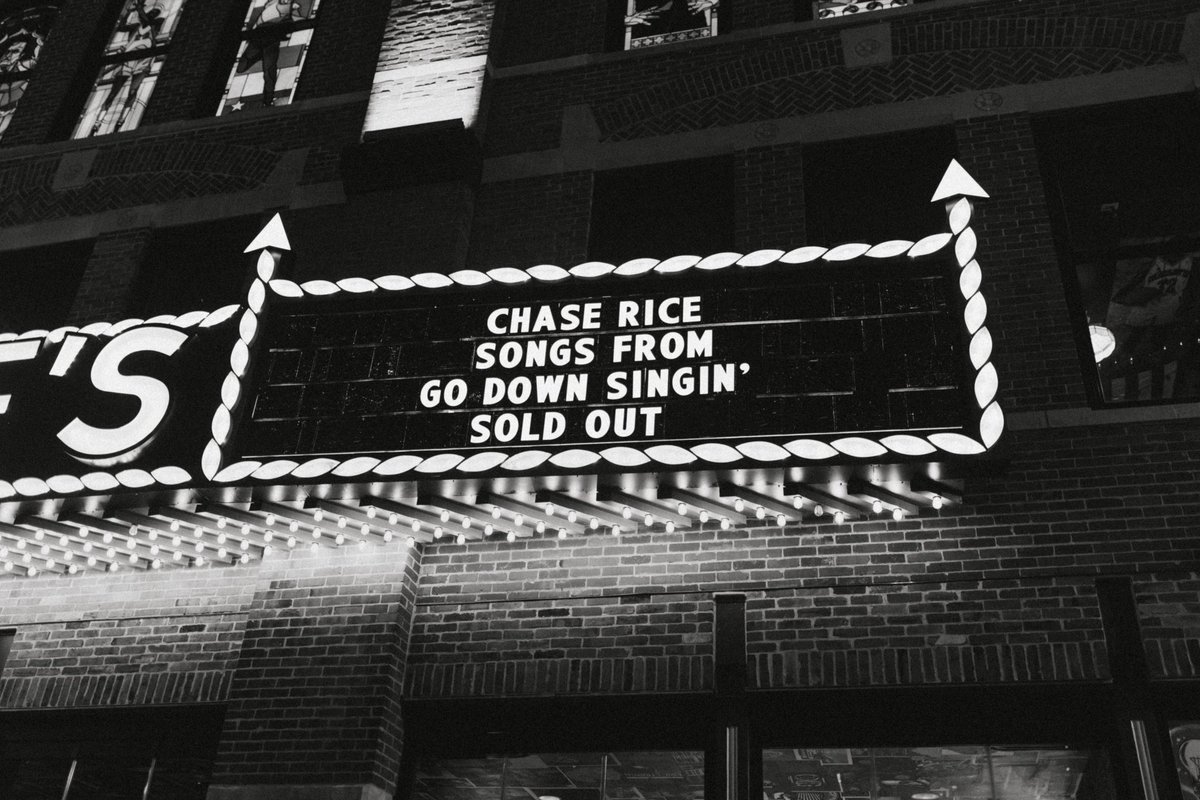 'S
CHASE RICE
SONGS FROM
GO DOWN SINGIN'
SOLD OUT